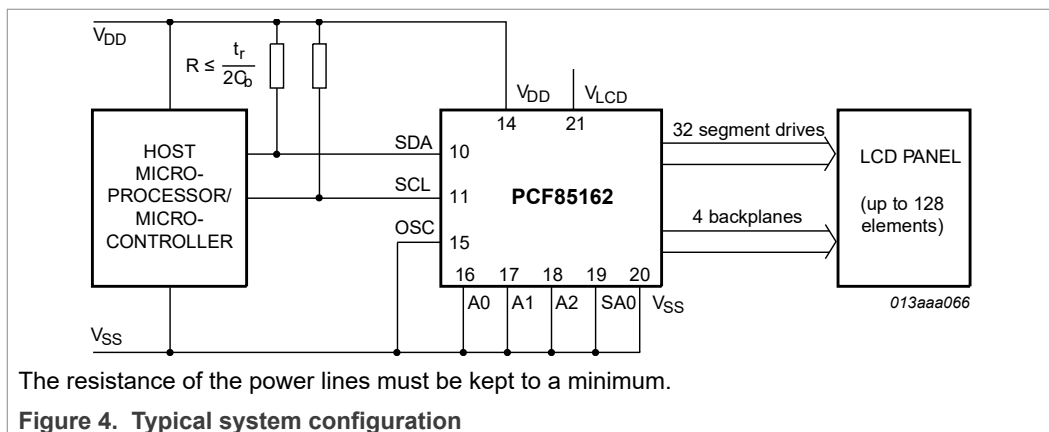 VDD
R ≤ tr
2Cb
VDD
VLCD
14
21
HOST
MICRO-
PROCESSOR/
MICRO-
CONTROLLER
SDA
10
SCL
11
OSC
15
PCF85162
16 17 18 19 20
A0 A1 A2 SA0 VSS
32 segment drives
4 backplanes
LCD PANEL
(up to 128
elements)
013aaa066
VSS
The resistance of the power lines must be kept to a minimum.
Figure 4. Typical system configuration